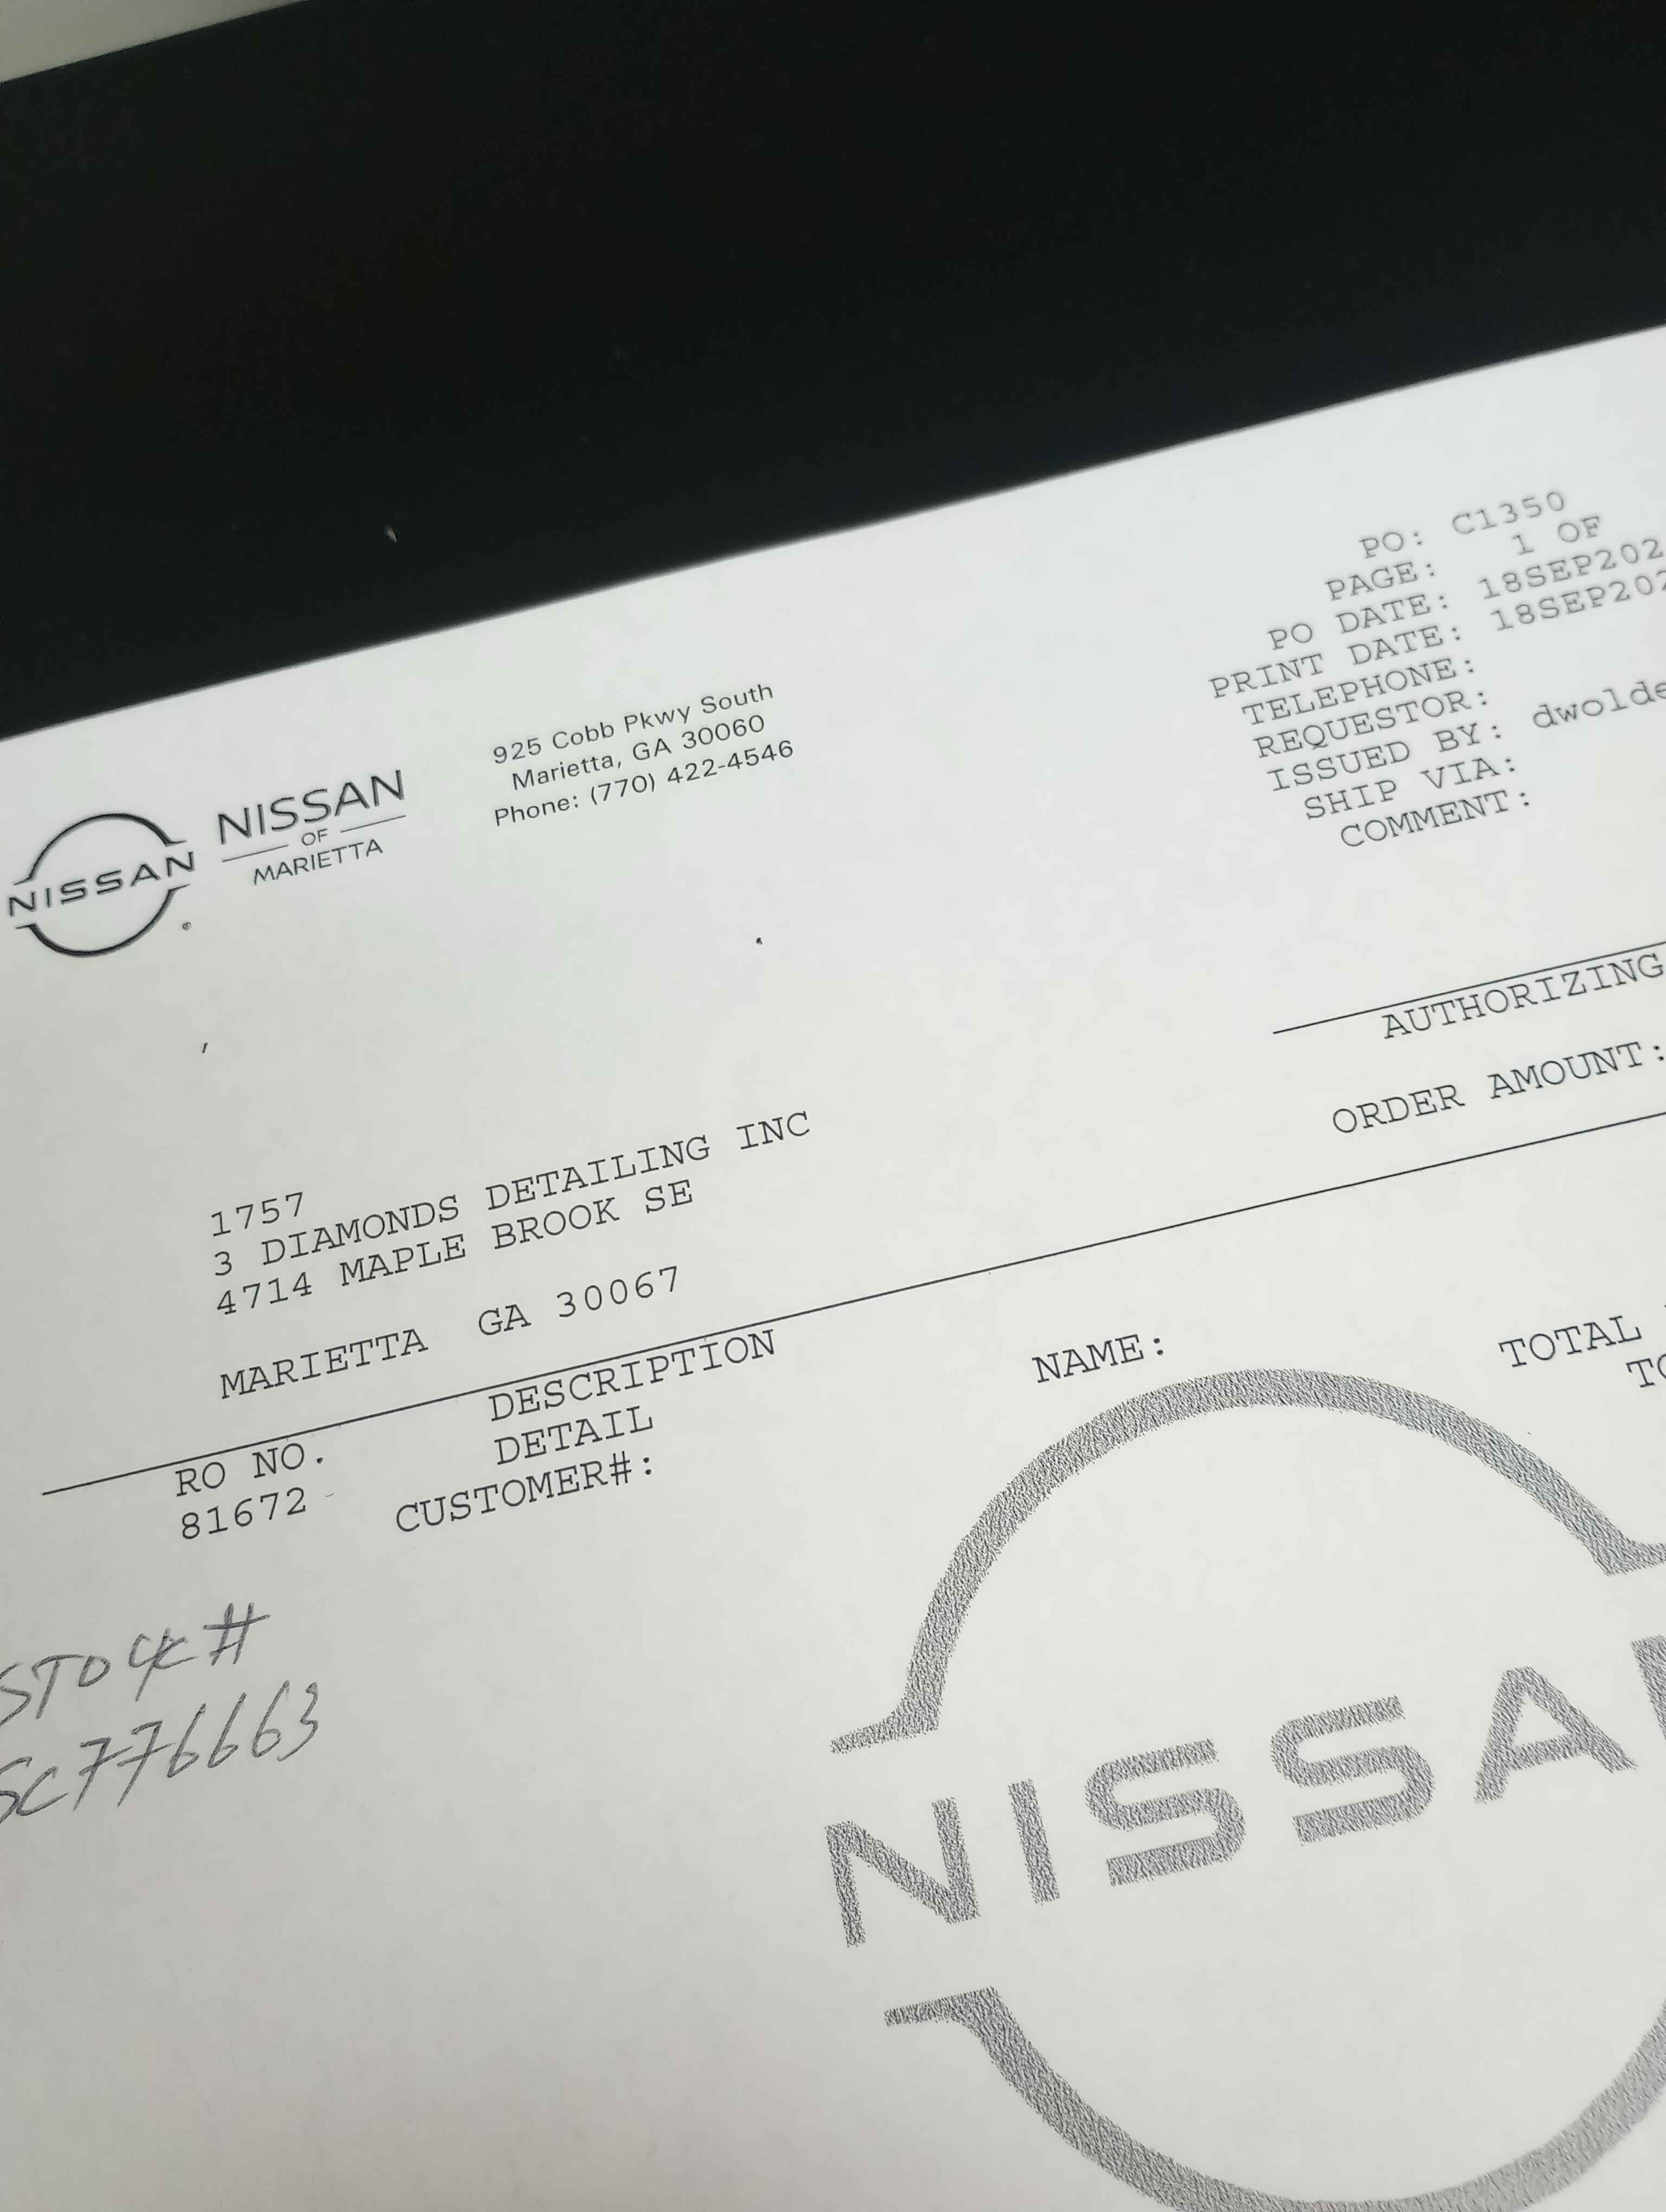 PO: C1350
PAGE: 1 OF
PO DATE: 18SEP202
PRINT DATE: 18SEP202
TELEPHONE:
REQUESTOR:
ISSUED BY: dwolde
SHIP VIA:
COMMENT:
925 Cobb Pkwy South
Marietta, GA 30060
Phone: (770) 422-4546
NISSAN
NISSAN
OF
MARIETTA
AUTHORIZING
ORDER AMOUNT:
1757
3 DIAMONDS DETAILING INC
4714 MAPLE BROOK SE
MARIETTA GA 30067
RO NO. DESCRIPTION
81672 DETAIL
CUSTOMER#: NAME:
TOTAL
TO
STOCK#
SC776663
NISSAN